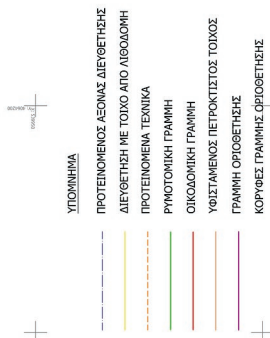 ΥΠΟΜΝΗΜΑ
ΠΡΟΤΕΙΝΟΜΕΝΟΣ ΑΞΟΝΑΣ ΔΙΕΥΘΕΤΗΣΗΣ
ΔΙΕΥΘΕΤΗΣΗ ΜΕ ΤΟΙΧΟ ΑΠΟ ΛΙΘΟΔΟΜΗ
ΠΡΟΤΕΙΝΟΜΕΝΑ ΤΕΧΝΙΚΑ
ΡΥΜΟΤΟΜΙΚΗ ΓΡΑΜΜΗ
ΟΙΚΟΔΟΜΙΚΗ ΓΡΑΜΜΗ
ΥΦΙΣΤΑΜΕΝΟΣ ΠΕΤΡΟΚΤΙΣΤΟΣ ΤΟΙΧΟΣ
ΓΡΑΜΜΗ ΟΡΙΟΘΕΤΗΣΗΣ
ΚΟΡΥΦΕΣ ΓΡΑΜΜΗΣ ΟΡΙΟΘΕΤΗΣΗΣ